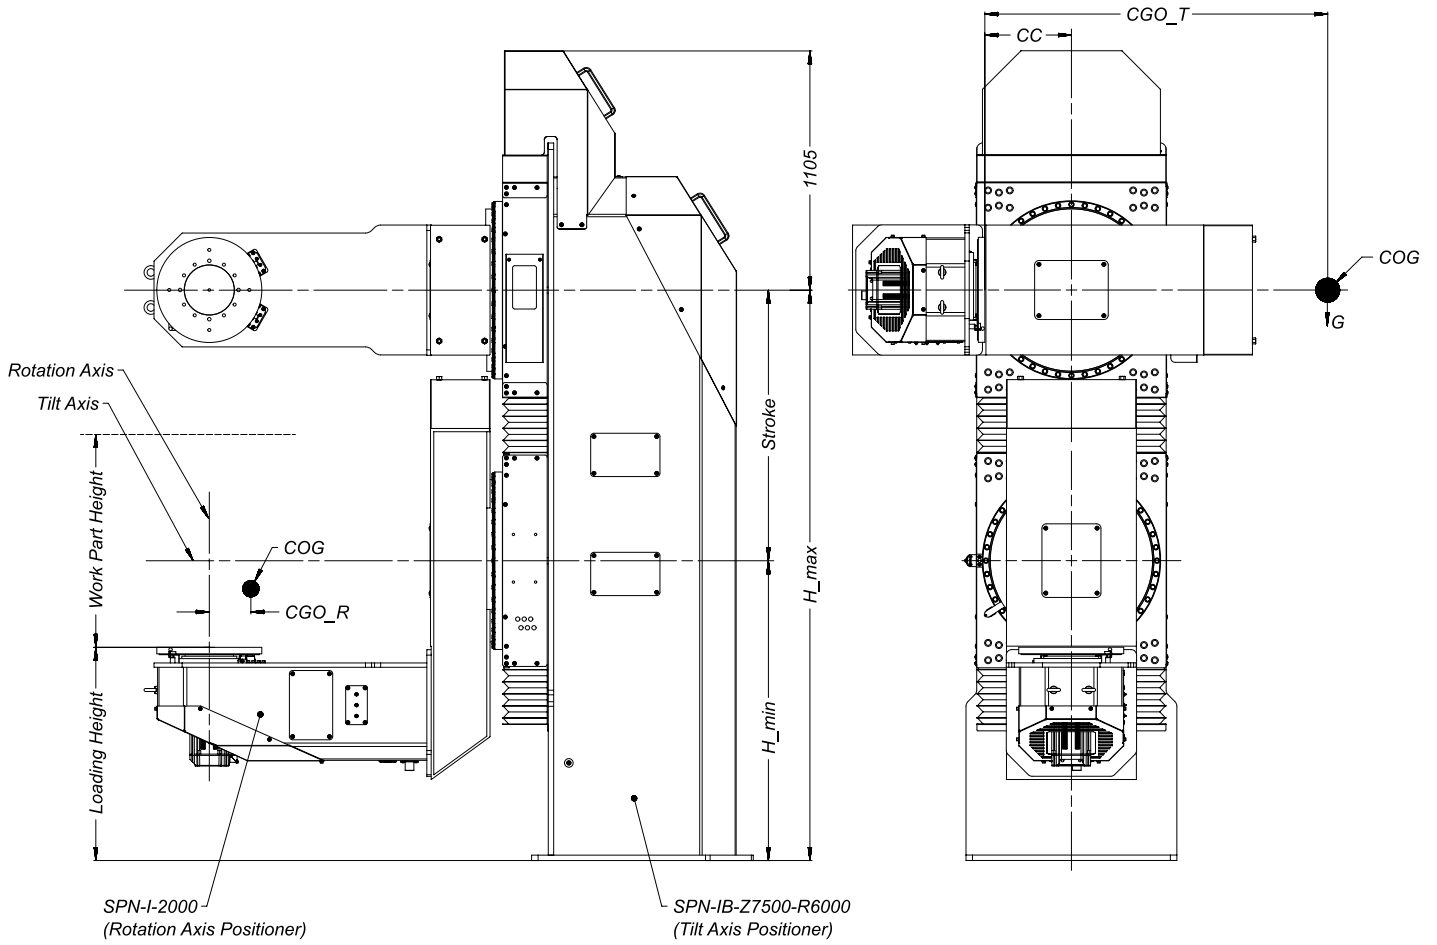 CGO_T
CC
1105
COG
G
Rotation Axis
Tilt Axis
Stroke
Work Part Height
COG
CGO_R
H_max
H_min
Loading Height
SPN-I-2000
(Rotation Axis Positioner)
SPN-IB-Z7500-R6000
(Tilt Axis Positioner)